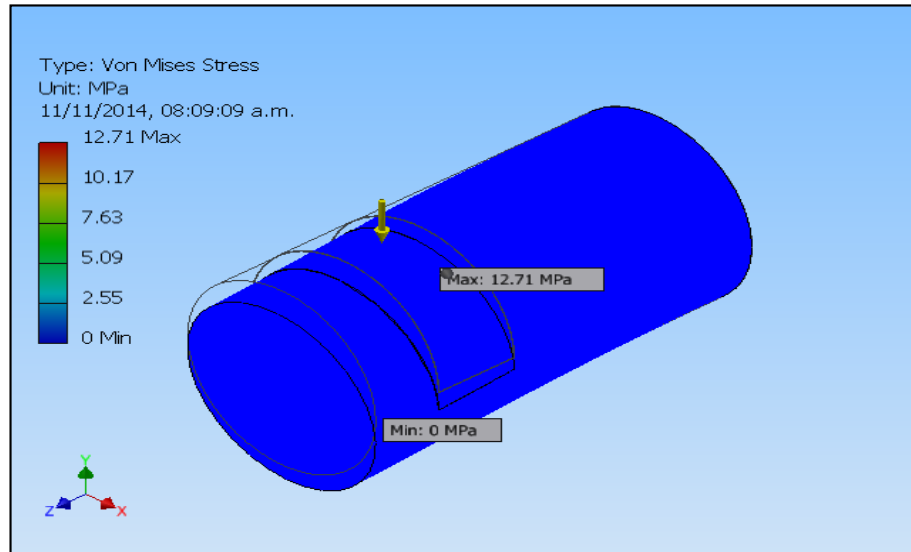 Type: Von Mises Stress
Unit: MPa
11/11/2014, 08:09:09 a.m.
12.71 Max
10.17
7.63
5.09
2.55
0 Min
Max: 12.71 MPa
Min: 0 MPa
Y
Z
X